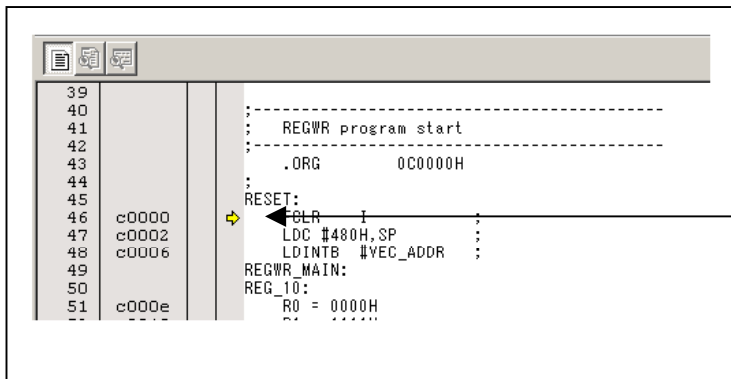 39
40 ;-----------------------------------------
41 ; REGWR program start
42 ;-----------------------------------------
43 .ORG 0C0000H
44 ;
45 RESET:
46 c0000 FCLR I ;
47 c0002 LDC #480H,SP ;
48 c0006 LDINTB #VEC_ADDR ;
49 REGWR_MAIN:
50 REG_10:
51 c000e R0 = 0000H